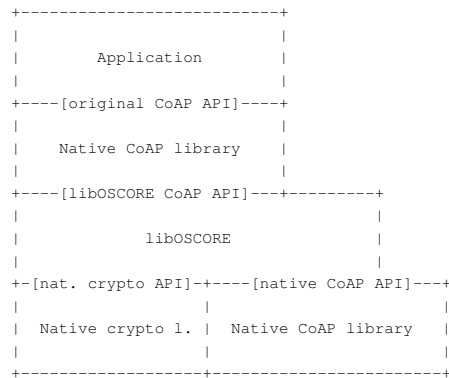 Application
[original CoAP API]
Native CoAP library
[libOSCORE CoAP API]
libOSCORE
[nat. crypto API] [native CoAP API]
Native crypto l. Native CoAP library